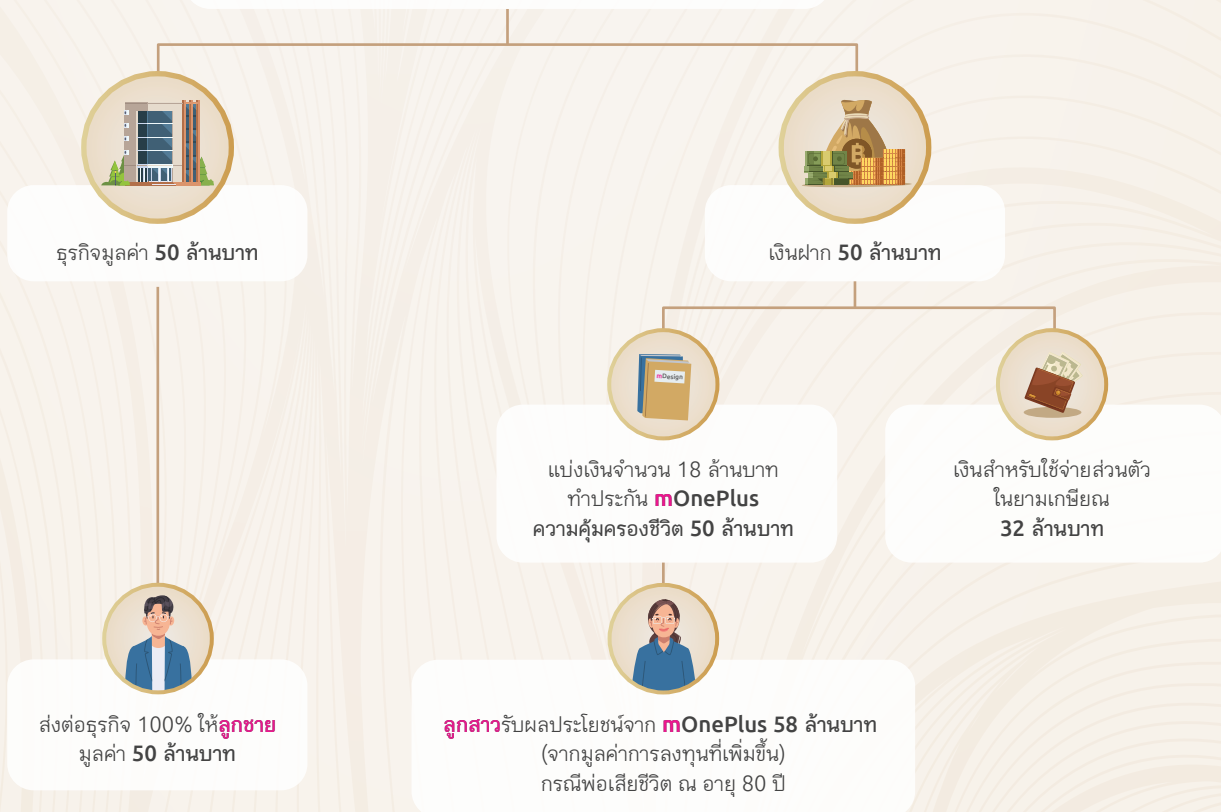 ธุรกิจมูลค่า 50 ล้านบาท
เงินฝาก 50 ล้านบาท
mDesign
แบ่งเงินจำนวน 18 ล้านบาท
ทำประกัน mOnePlus
ความคุ้มครองชีวิต 50 ล้านบาท
เงินสำหรับใช้จ่ายส่วนตัว
ในยามเกษียณ
32 ล้านบาท
ส่งต่อธุรกิจ 100% ให้ลูกชาย
มูลค่า 50 ล้านบาท
ลูกสาวรับผลประโยชน์จาก mOnePlus 58 ล้านบาท
(จากมูลค่าการลงทุนที่เพิ่มขึ้น)
กรณีพ่อเสียชีวิต ณ อายุ 80 ปี